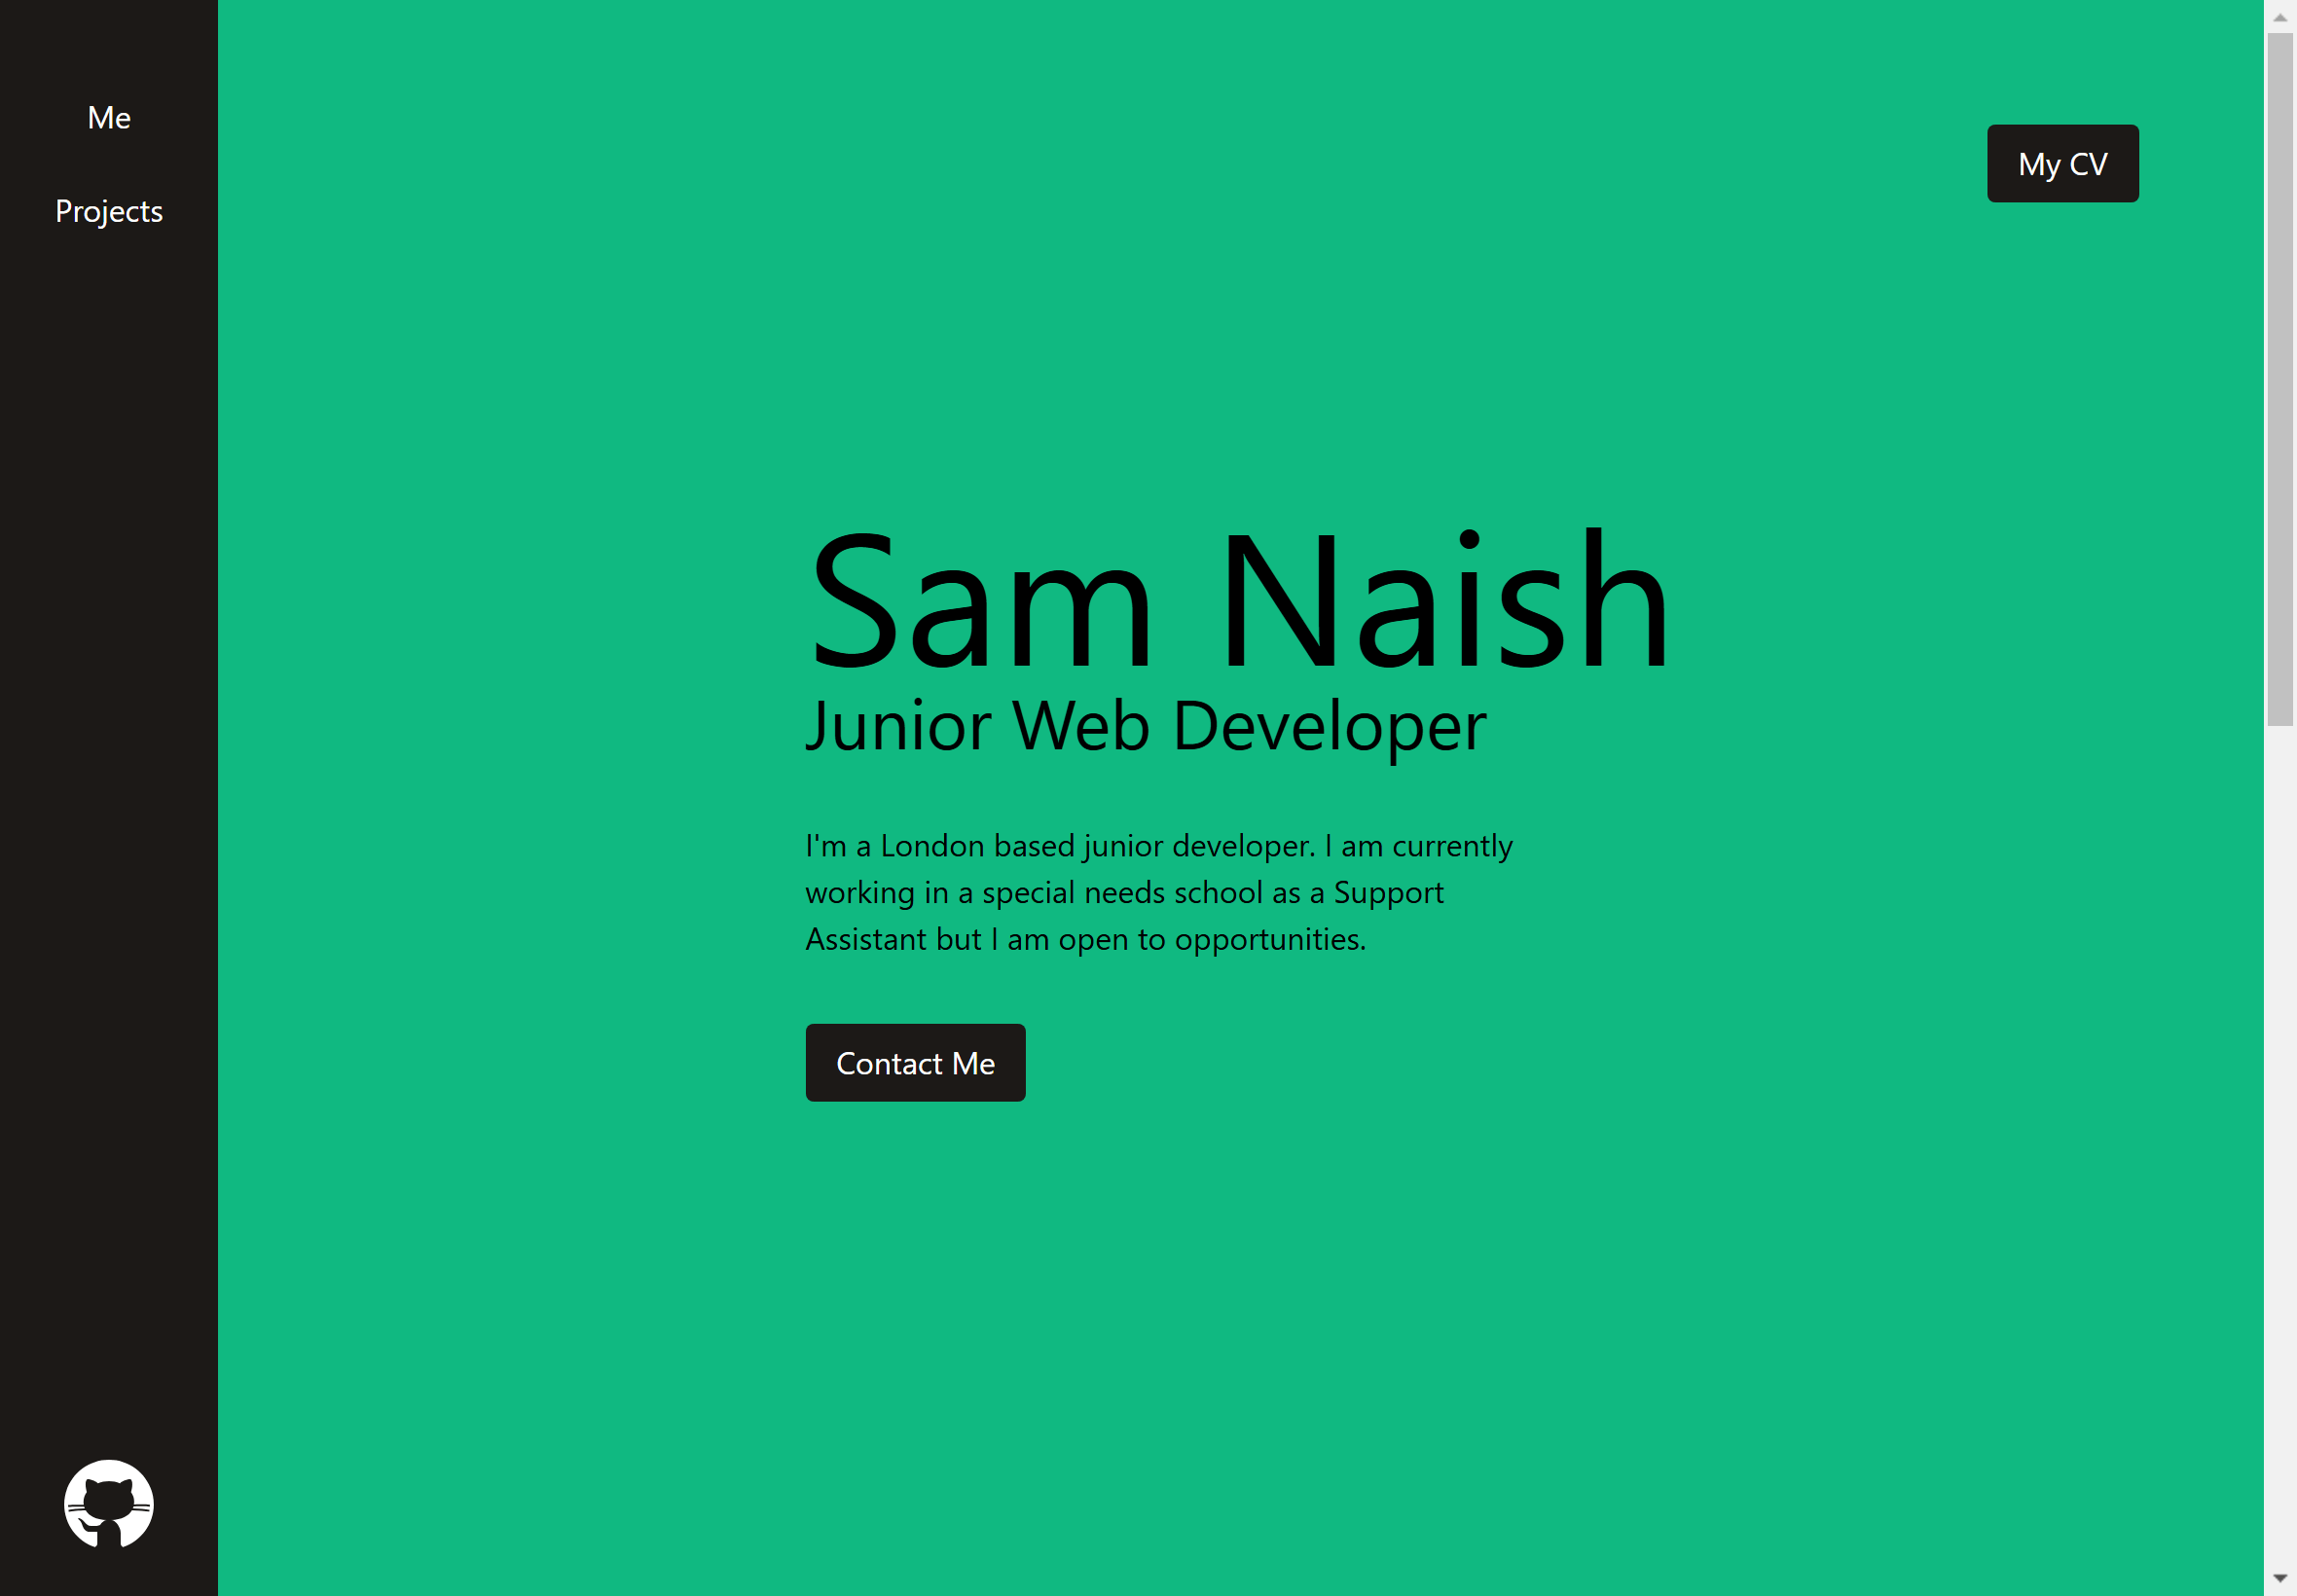 Me
Projects
My CV
Sam Naish
Junior Web Developer
I'm a London based junior developer. I am currently
working in a special needs school as a Support
Assistant but I am open to opportunities.
Contact Me